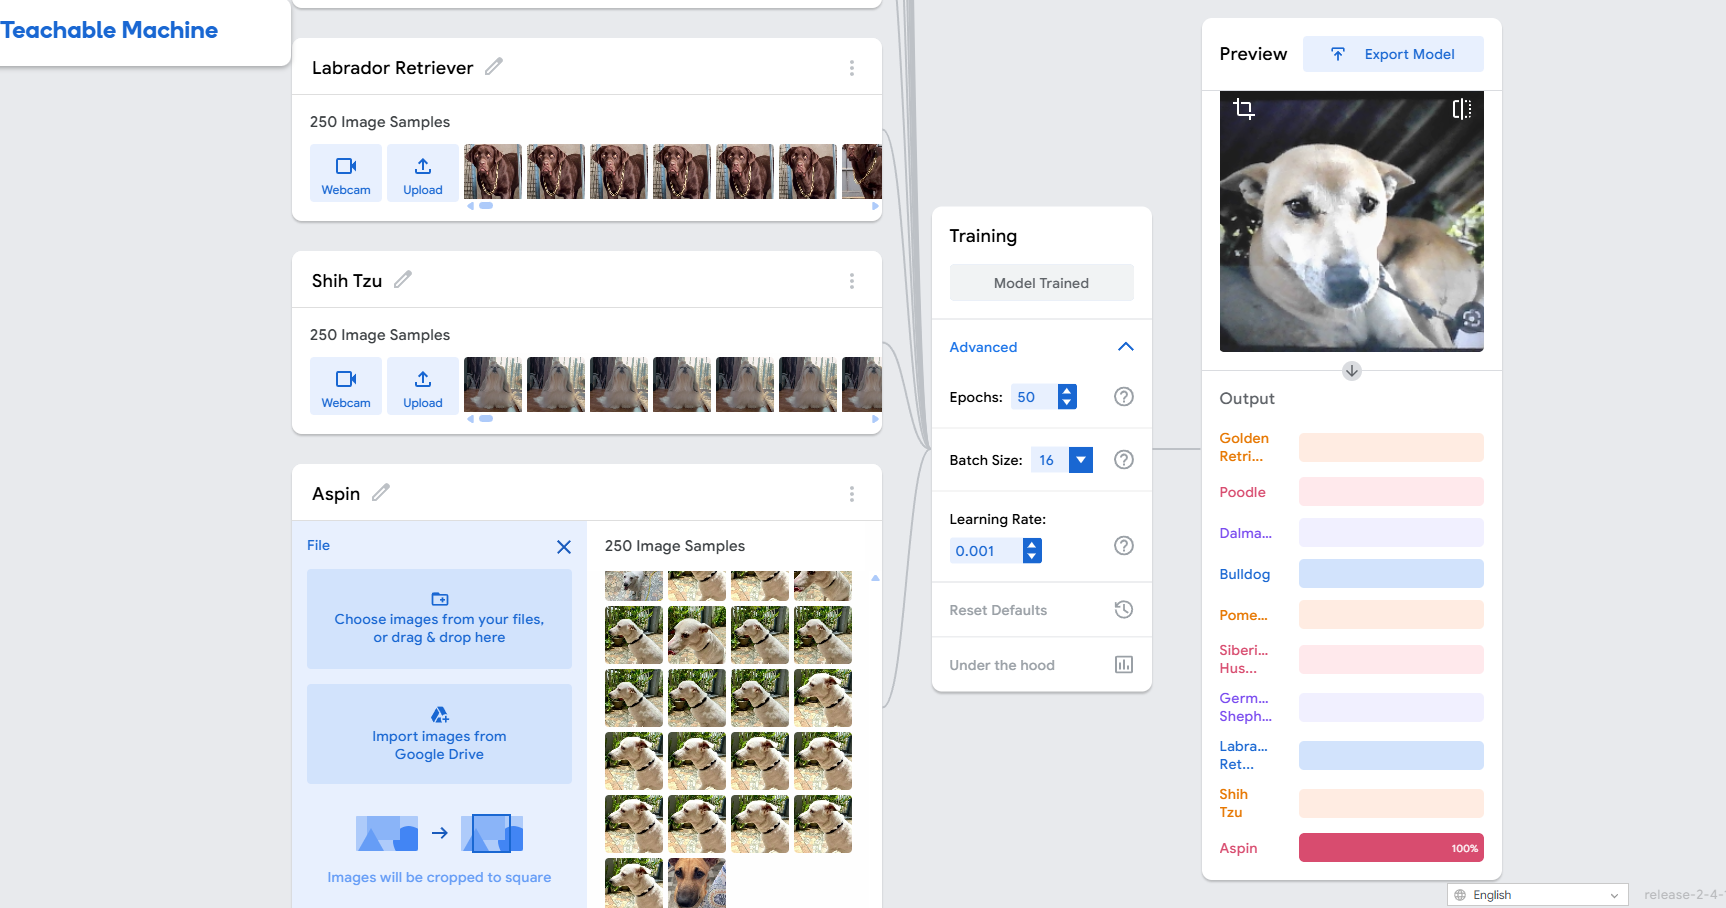 Teachable Machine
Labrador Retriever
250 Image Samples
Webcam
Upload
Shih Tzu
250 Image Samples
Webcam
Upload
Aspin
File
Choose images from your files,
or drag & drop here
Import images from
Google Drive
Images will be cropped to square
250 Image Samples
Training
Model Trained
Advanced
Epochs: 50
Batch Size: 16
Learning Rate:
0.001
Reset Defaults
Under the hood
Preview
Export Model
Output
Golden
Retri...
Poodle
Dalma...
Bulldog
Pome...
Siberi...
Hus...
Germ...
Sheph...
Labra...
Ret...
Shih
Tzu
Aspin
100%
English
release-2-4-